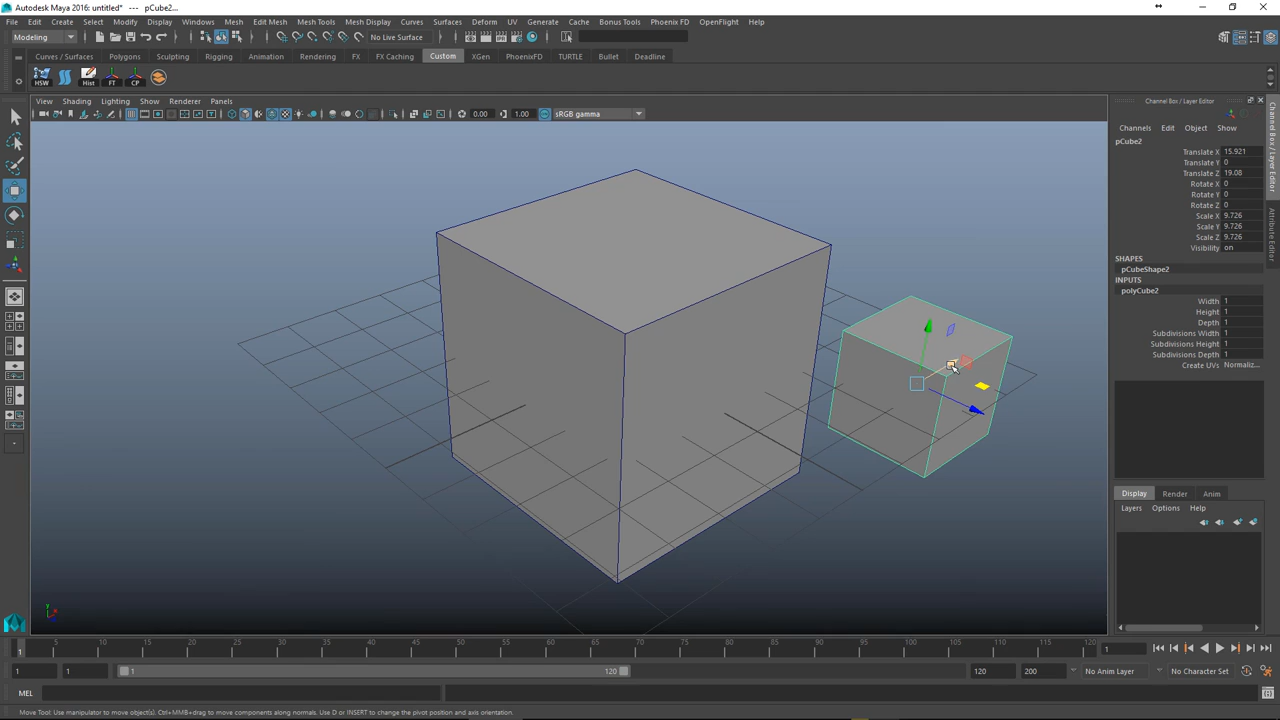 Autodesk Maya 2016: untitled*   ---   pCube2...
File Edit Create Select Modify Display Windows Mesh Edit Mesh Mesh Tools Mesh Display Curves Surfaces Deform UV Generate Cache Bonus Tools Phoenix FD OpenFlight Help
Modeling No Live Surface
Curves / Surfaces Polygons Sculpting Rigging Animation Rendering FX FX Caching Custom XGen PhoenixFD TURTLE Bullet Deadline
HSW Hist FT CP
View Shading Lighting Show Renderer Panels
0.00 1.00 sRGB gamma
Channel Box / Layer Editor
Channels Edit Object Show
pCube2
Translate X 15.921
Translate Y 0
Translate Z 19.08
Rotate X 0
Rotate Y 0
Rotate Z 0
Scale X 9.726
Scale Y 9.726
Scale Z 9.726
Visibility on
SHAPES
pCubeShape2
INPUTS
polyCube2
Width 1
Height 1
Depth 1
Subdivisions Width 1
Subdivisions Height 1
Subdivisions Depth 1
Create UVs Normaliz...
Channel Box / Layer Editor
Attribute Editor
Display Render Anim
Layers Options Help
y
5 10 15 20 25 30 35 40 45 50 55 60 65 70 75 80 85 90 95 100 105 110 115 120
1 1
1 1 1 120 120 200 No Anim Layer No Character Set
MEL
Move Tool: Use manipulator to move object(s). Ctrl+MMB+drag to move components along normals. Use D or INSERT to change the pivot position and axis orientation.